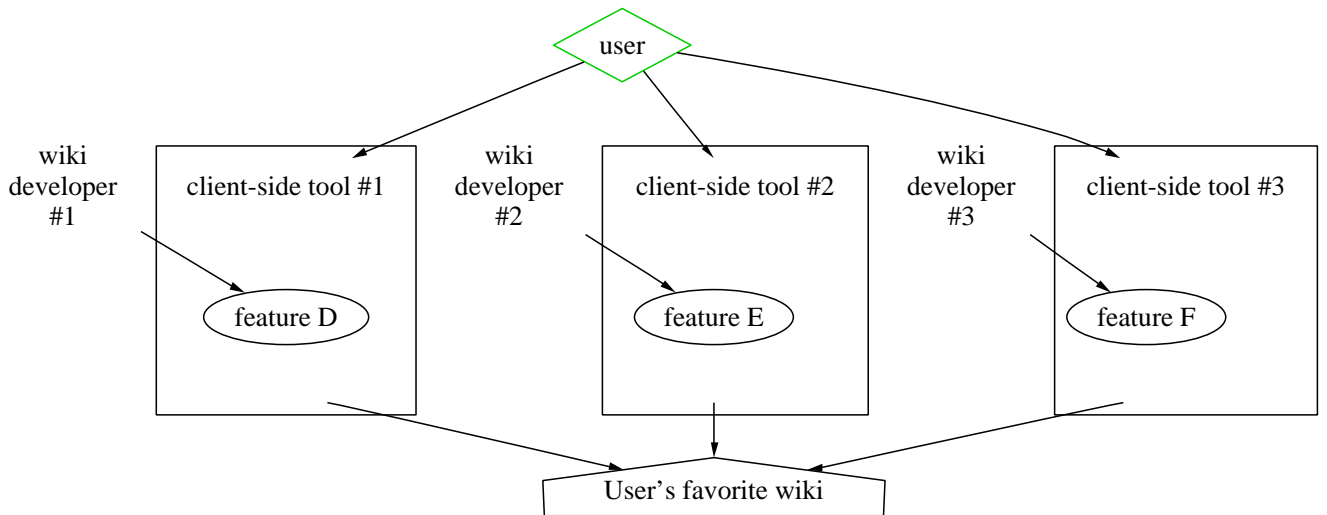 user
wiki
developer
#1
client-side tool #1
feature D
wiki
developer
#2
client-side tool #2
feature E
wiki
developer
#3
client-side tool #3
feature F
User's favorite wiki